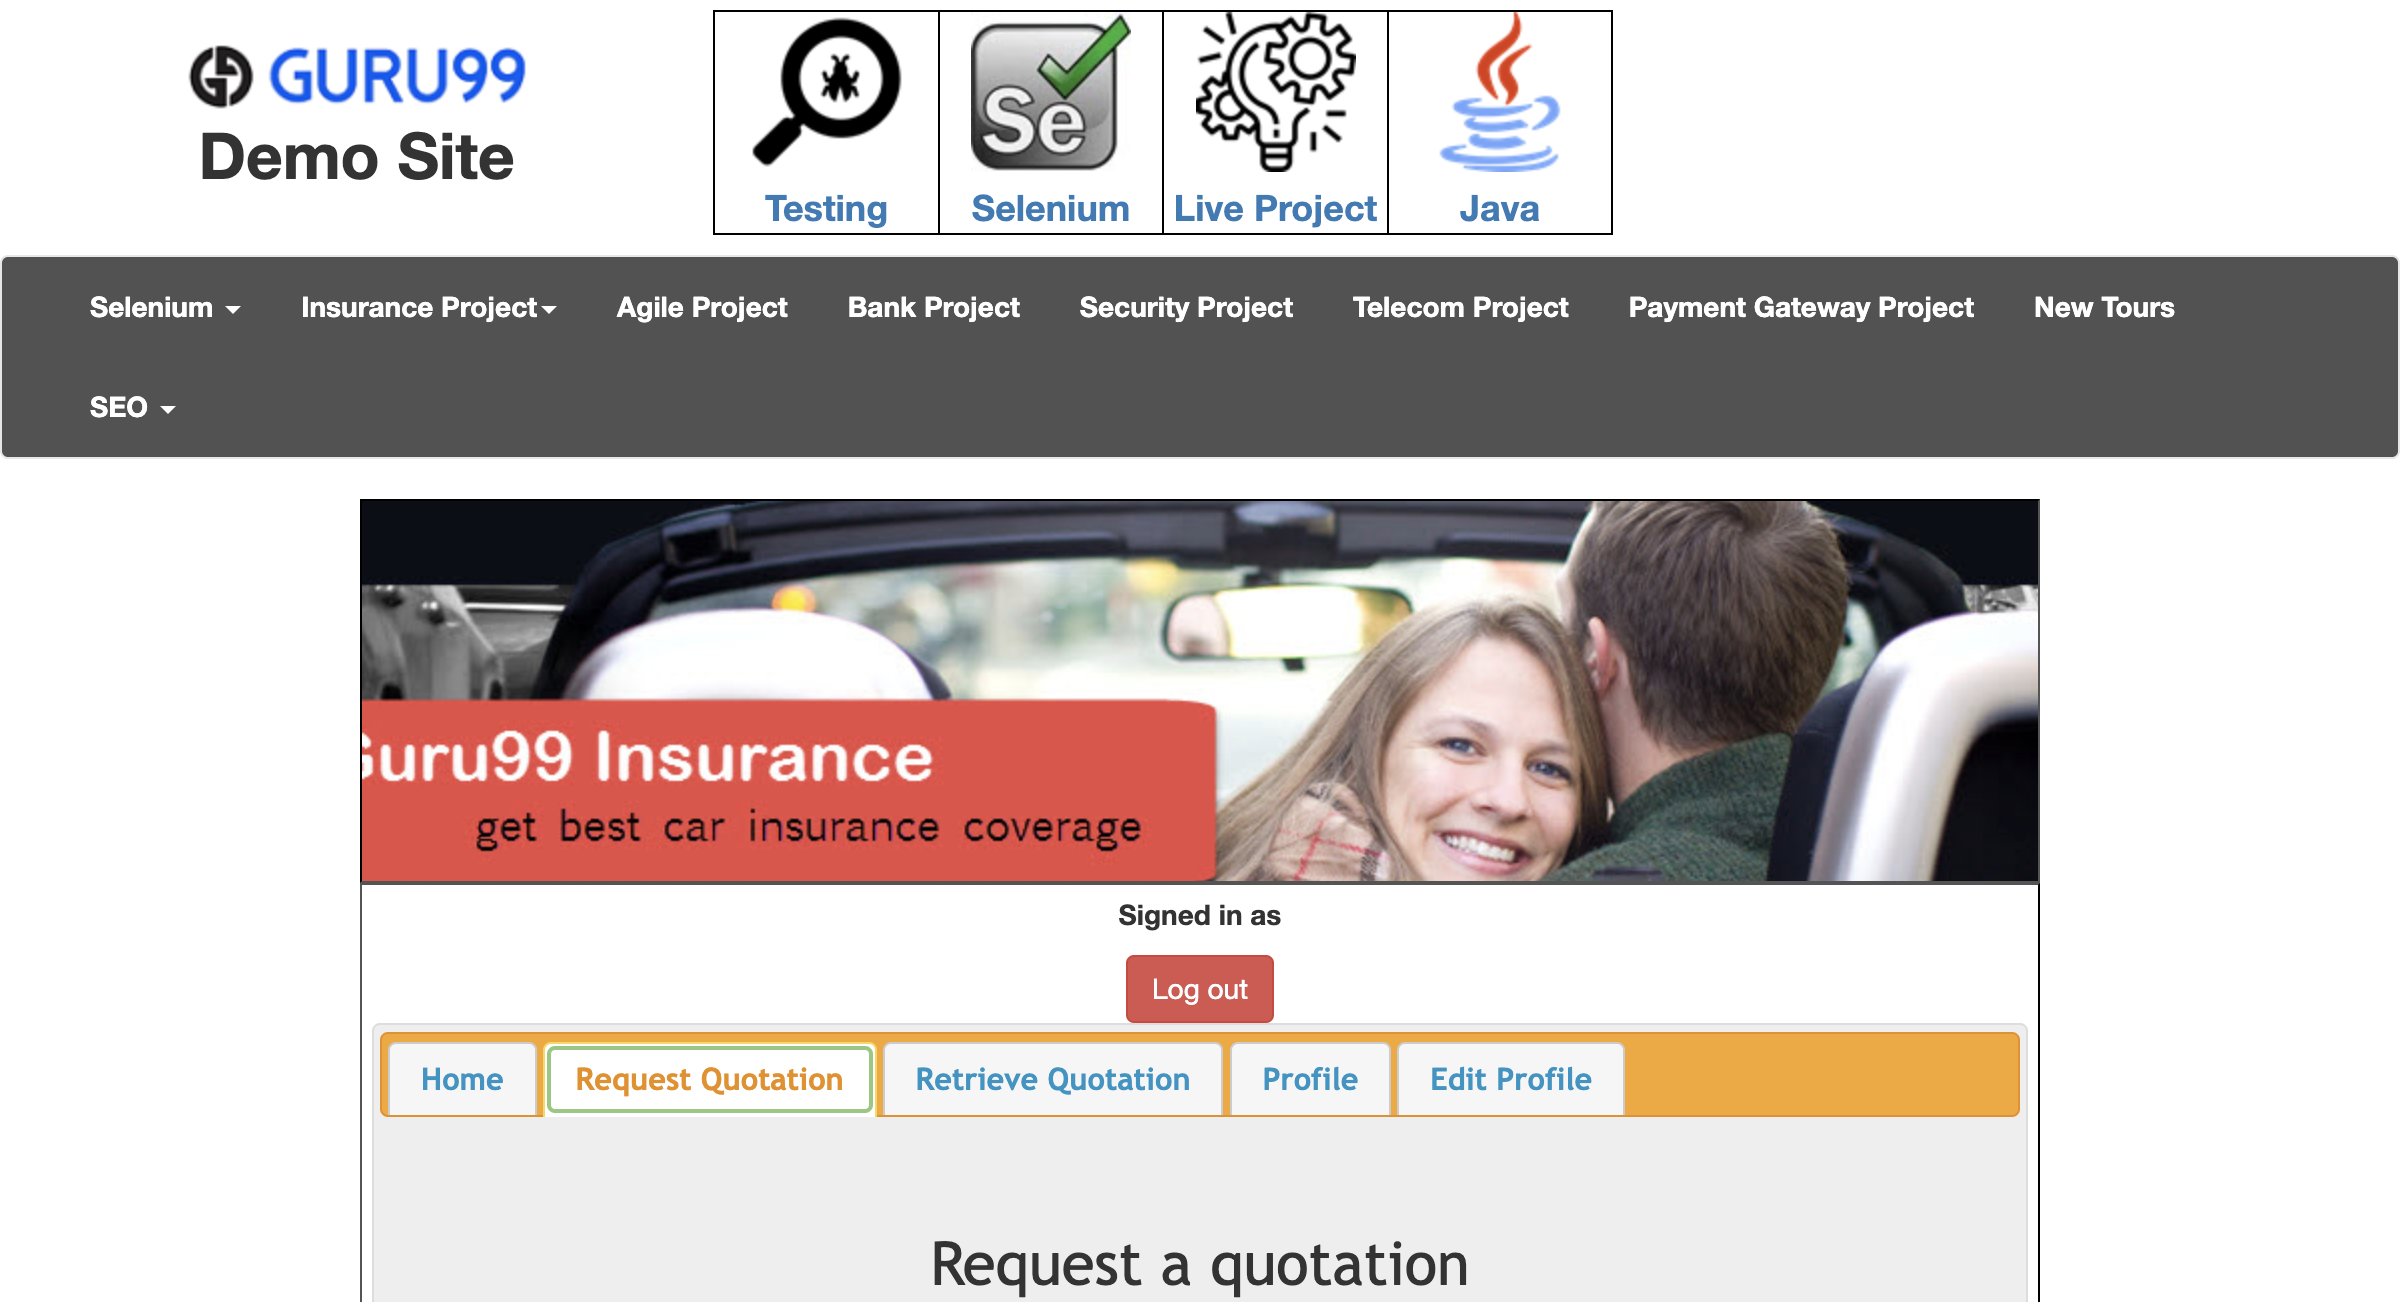 GURU99
Demo Site
Se
Testing
Selenium
Live Project
Java
Selenium
Insurance Project
Agile Project
Bank Project
Security Project
Telecom Project
Payment Gateway Project
New Tours
SEO
Guru99 Insurance
get best car insurance coverage
Signed in as
Log out
Home
Request Quotation
Retrieve Quotation
Profile
Edit Profile
Request a quotation